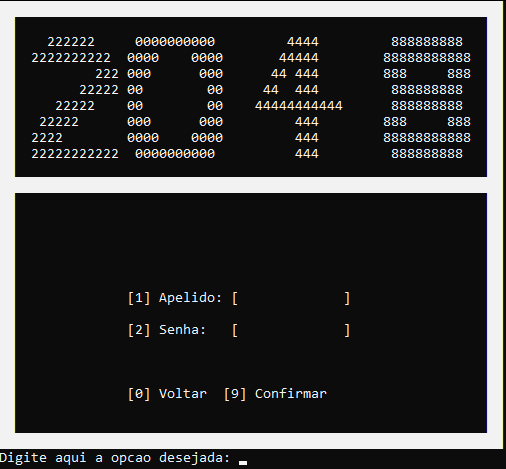 222222     0000000000         4444         888888888
2222222222  0000    0000       44444        88888888888
        222 000      000      44 444        888     888
      22222 00        00     44  444         888888888
   22222    00        00    44444444444      888888888
 22222      000      000         444        888     888
2222        0000    0000         444        88888888888
22222222222  0000000000          444         888888888
[1] Apelido: [             ]
[2] Senha:   [             ]
[0] Voltar  [9] Confirmar
Digite aqui a opcao desejada: _